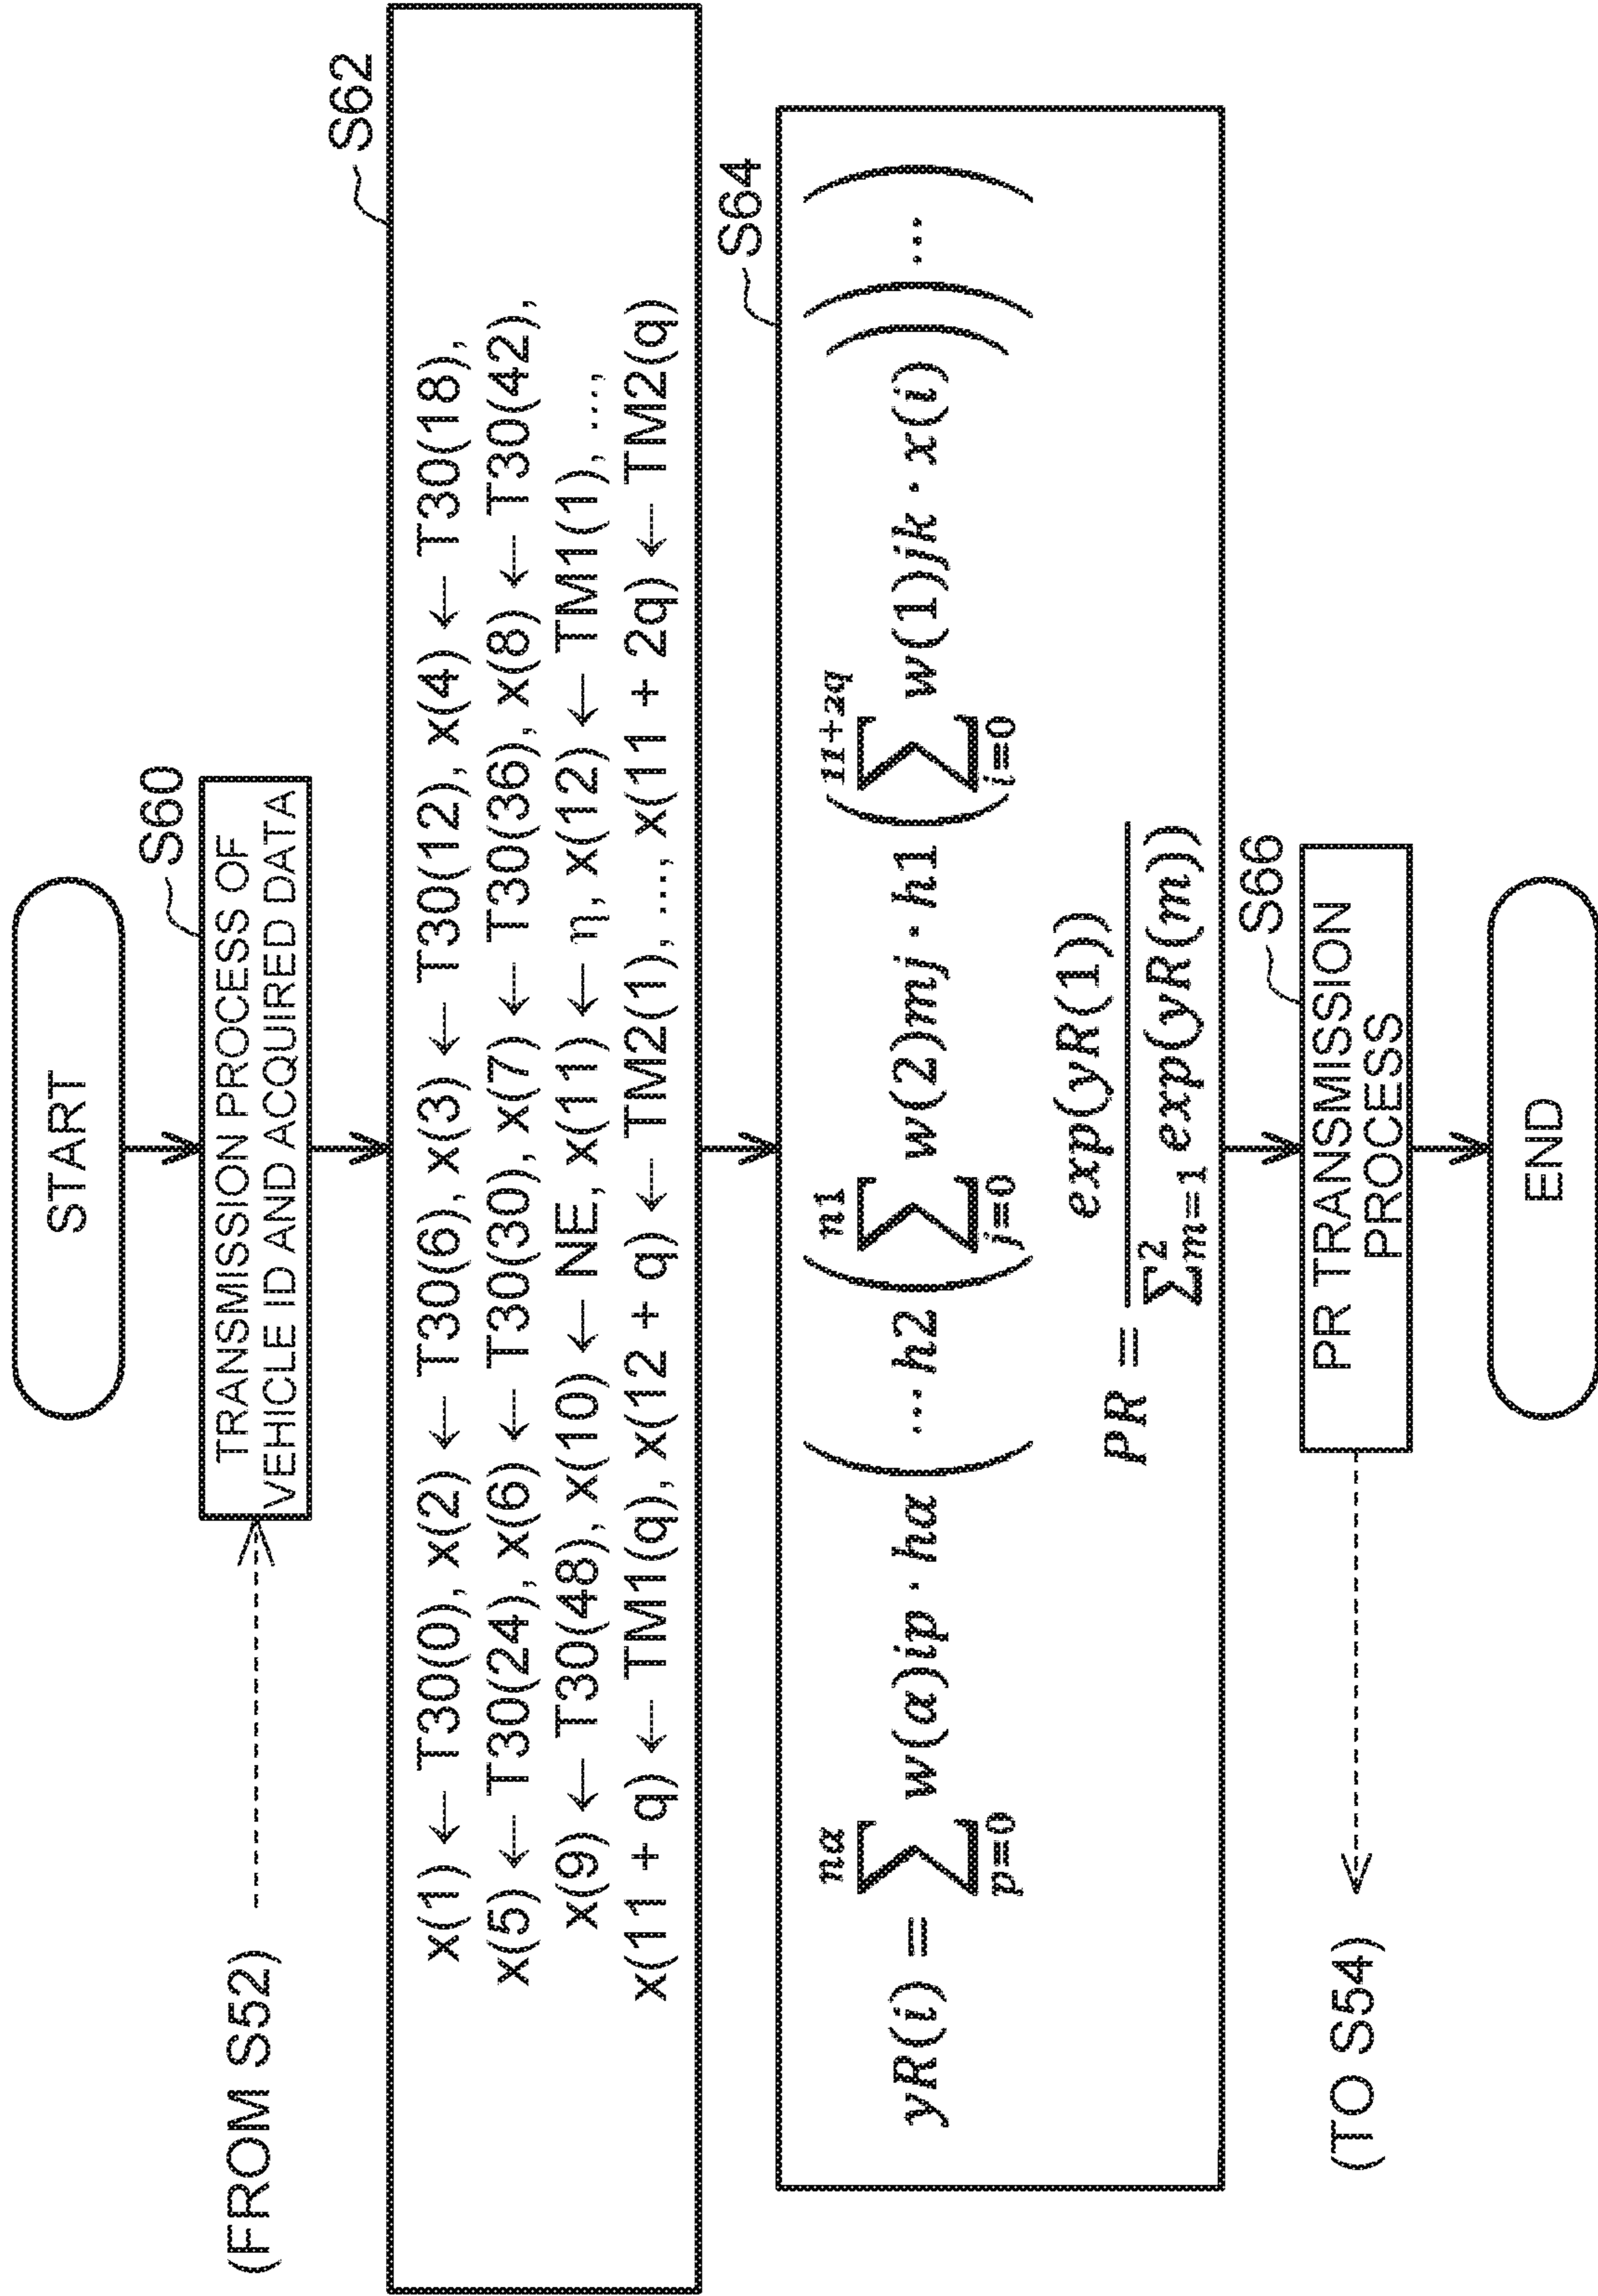 START
S60
(FROM S52)
TRANSMISSION PROCESS OF
VEHICLE ID AND ACQUIRED DATA
S62
x(1) ← T30(0), x(2) ← T30(6), x(3) ← T30(12), x(4) ← T30(18),
x(5) ← T30(24), x(6) ← T30(30), x(7) ← T30(36), x(8) ← T30(42),
x(9) ← T30(48), x(10) ← NE, x(11) ← η, x(12) ← TM1(1), ...,
x(11 + q) ← TM1(q), x(12 + q) ← TM2(1), ..., x(11 + 2q) ← TM2(q)
S64
yR(i) = ∑_{p=0}^{nα} w(α)ip · hα ( ... h2 ( ∑_{j=0}^{n1} w(2)mj · h1 ( ∑_{i=0}^{11+2q} w(1)jk · x(i) ) ) ... )
PR = exp(yR(1)) / ∑_{m=1}^{2} exp(yR(m))
S66
PR TRANSMISSION
PROCESS
(TO S54)
END